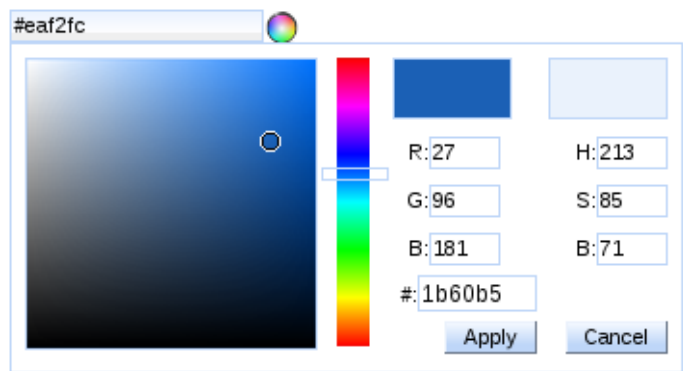 #eaf2fc
R: 27 H: 213
G: 96 S: 85
B: 181 B: 71
#: 1b60b5
Apply Cancel